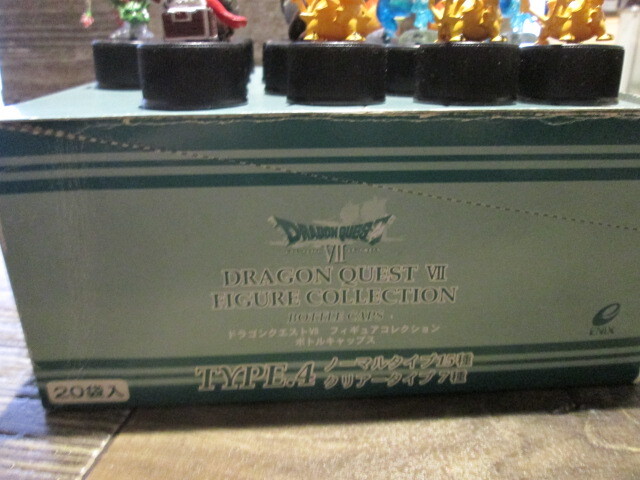 DRAGON QUEST
VII
DRAGON QUEST VII
FIGURE COLLECTION
- BOTTLE CAPS -
ドラゴンクエストVII フィギュアコレクション
ボトルキャップス
ENIX
TYPE.4 ノーマルタイプ15種
クリアータイプ7種
20袋入